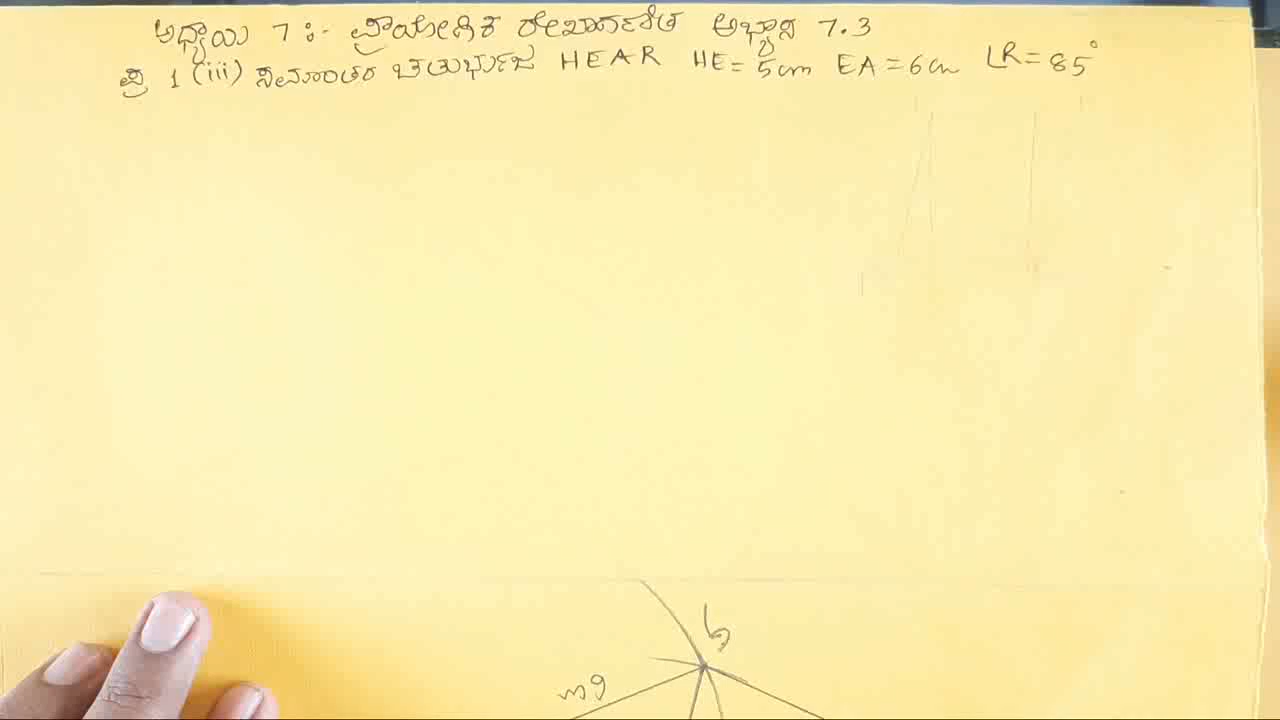 ಅಧ್ಯಾಯ 7 :- ಪ್ರಾಯೋಗಿಕ ರೇಖಾಗಣಿತ ಅಭ್ಯಾಸ 7.3
ಪ್ರ 1 (iii) ಸಮಾಂತರ ಚತುರ್ಭುಜ HEAR HE = 5cm EA = 6cm ∠R = 85°